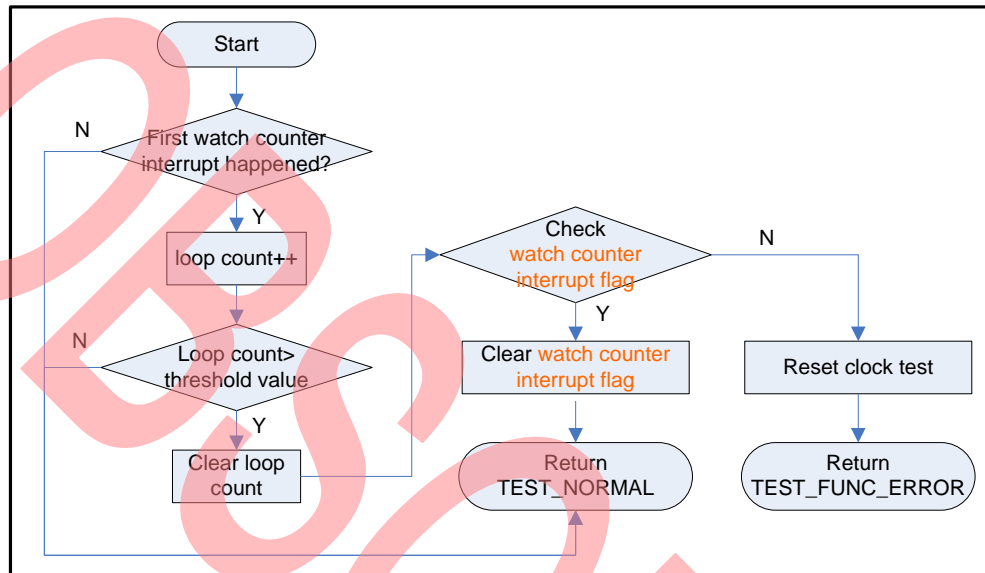 Start
N
First watch counter
interrupt happened?
Y
loop count++
N
Loop count>
threshold value
Y
Clear loop
count
Check
watch counter
interrupt flag
N
Y
Clear watch counter
interrupt flag
Reset clock test
Return
TEST_NORMAL
Return
TEST_FUNC_ERROR